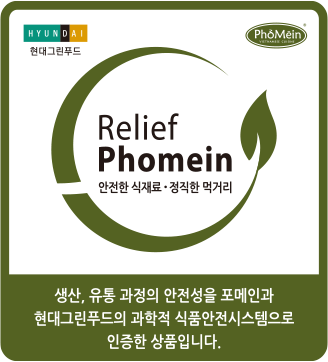 HYUNDAI
현대그린푸드
PhoMein
VIETNAMESE CUISINE
Relief
Phomein
안전한 식재료 • 정직한 먹거리
생산, 유통 과정의 안전성을 포메인과
현대그린푸드의 과학적 식품안전시스템으로
인증한 상품입니다.